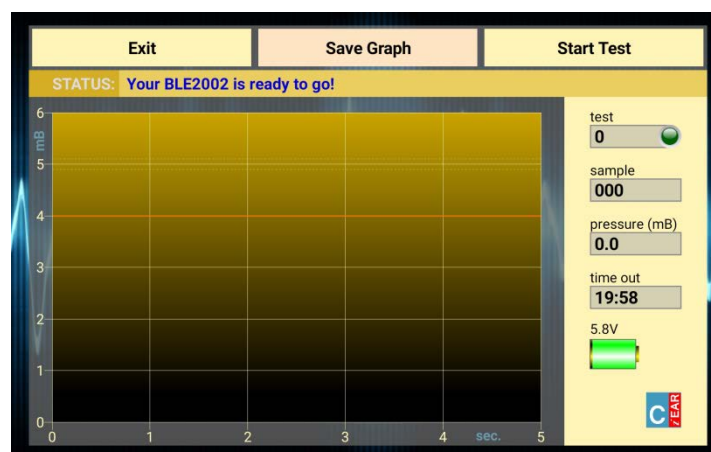 Exit Save Graph Start Test
STATUS: Your BLE2002 is ready to go!
test
0
sample
000
pressure (mB)
0.0
time out
19:58
5.8V
6
mB
5
4
3
2
1
0
0 1 2 3 4 sec. 5
C
zEAR